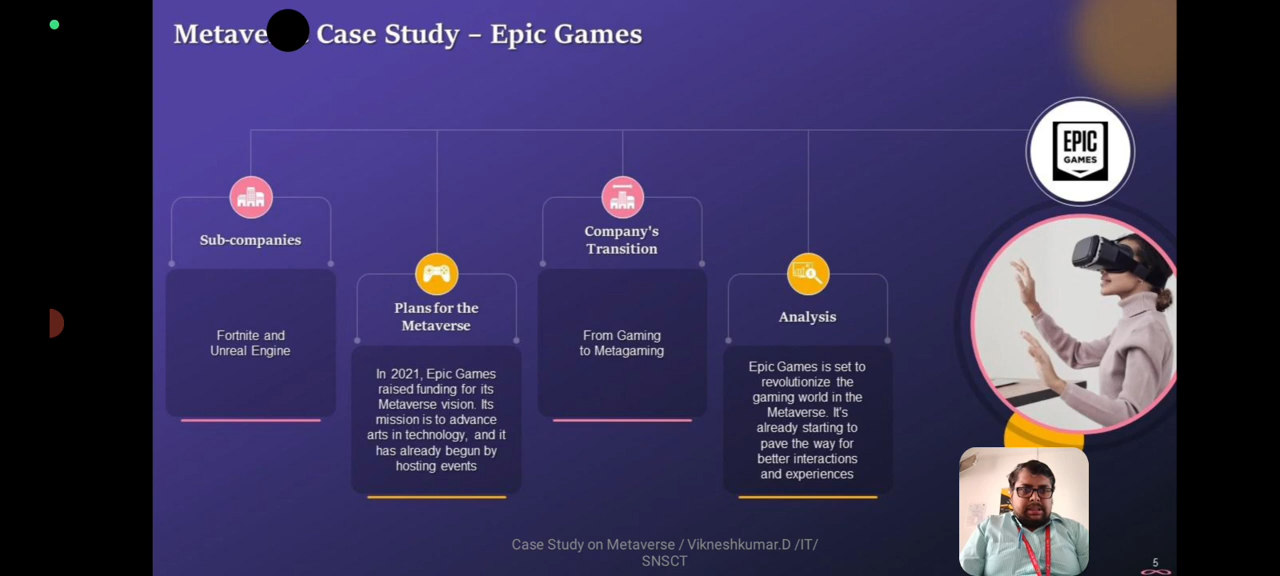 Case Study – Epic Games
EPIC
GAMES
Sub-companies
Fortnite and
Unreal Engine
Plans for the
Metaverse
In 2021, Epic Games
raised funding for its
Metaverse vision. Its
mission is to advance
arts in technology, and it
has already begun by
hosting events
Company's
Transition
From Gaming
to Metagaming
Analysis
Epic Games is set to
revolutionize the
gaming world in the
Metaverse. It's
already starting to
pave the way for
better interactions
and experiences
Case Study on Metaverse / Vikneshkumar.D /IT/
SNSCT
5